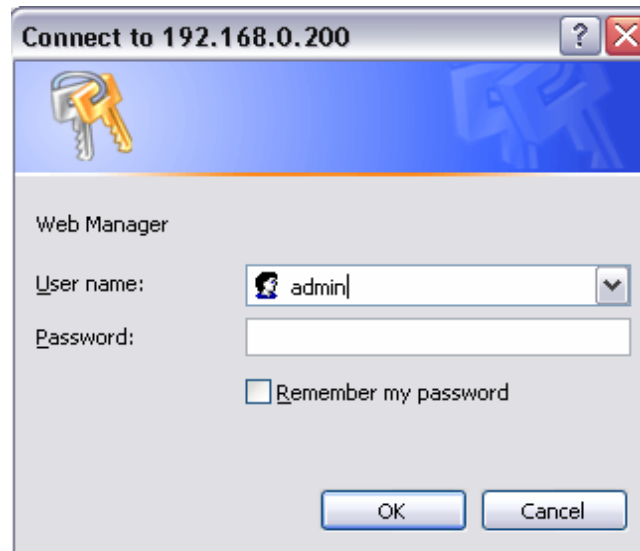 Connect to 192.168.0.200
Web Manager
User name: admin
Password:
Remember my password
OK Cancel